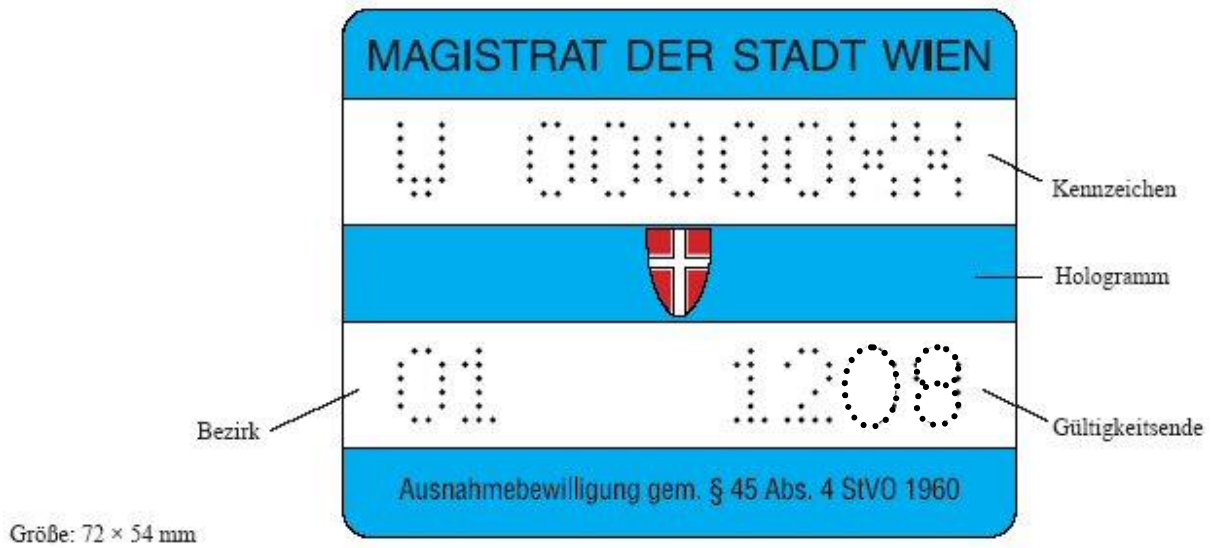 MAGISTRAT DER STADT WIEN
W 00000XX
Kennzeichen
Hologramm
01 1208
Bezirk
Gültigkeitsende
Ausnahmebewilligung gem. § 45 Abs. 4 StVO 1960
Größe: 72 × 54 mm